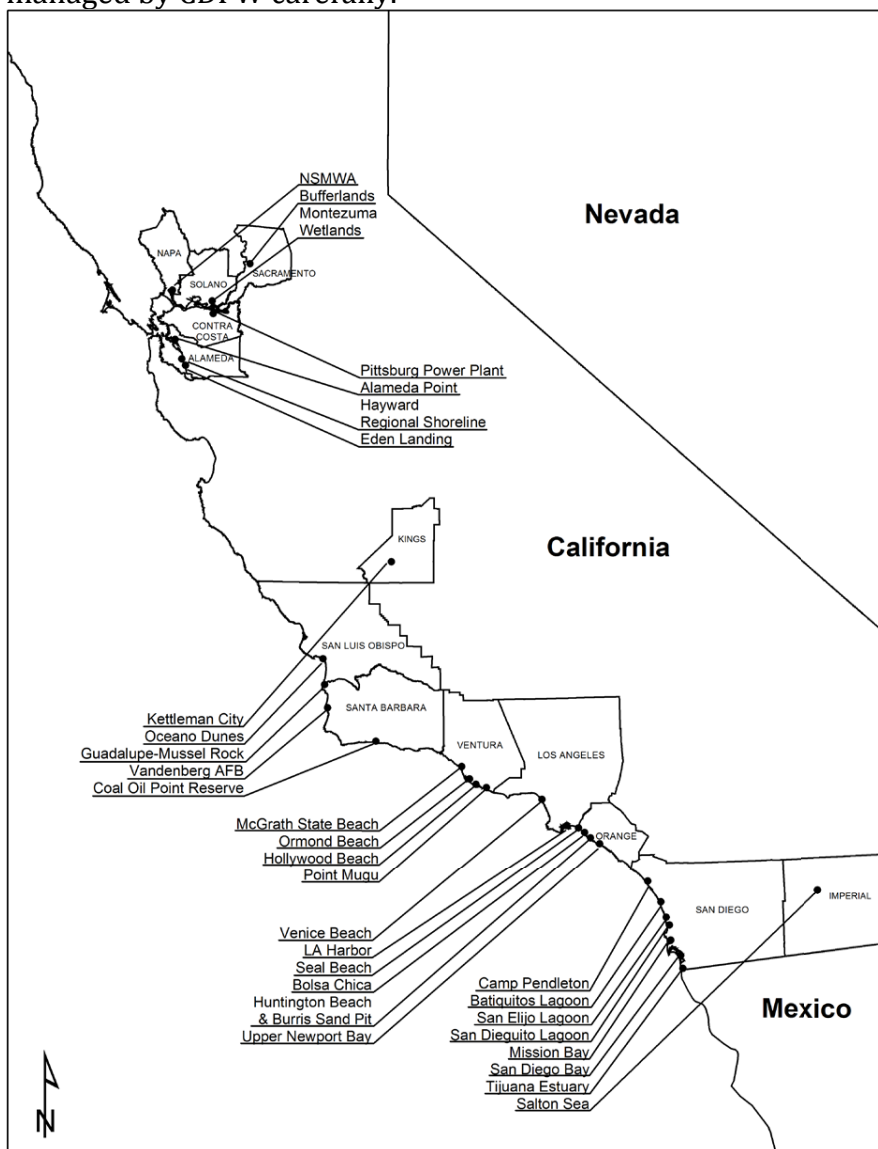 managed by CDFW carefully.
NSMWA
Bufferlands
Montezuma
Wetlands
Nevada
NAPA
SOLANO
SACRAMENTO
CONTRA
COSTA
ALAMEDA
Pittsburg Power Plant
Alameda Point
Hayward
Regional Shoreline
Eden Landing
KINGS
California
SAN LUIS OBISPO
SANTA BARBARA
VENTURA
LOS ANGELES
ORANGE
SAN DIEGO
IMPERIAL
Kettleman City
Oceano Dunes
Guadalupe-Mussel Rock
Vandenberg AFB
Coal Oil Point Reserve
McGrath State Beach
Ormond Beach
Hollywood Beach
Point Mugu
Venice Beach
LA Harbor
Seal Beach
Bolsa Chica
Huntington Beach
& Burris Sand Pit
Upper Newport Bay
Camp Pendleton
Batiquitos Lagoon
San Elijo Lagoon
San Dieguito Lagoon
Mission Bay
San Diego Bay
Tijuana Estuary
Salton Sea
Mexico
N